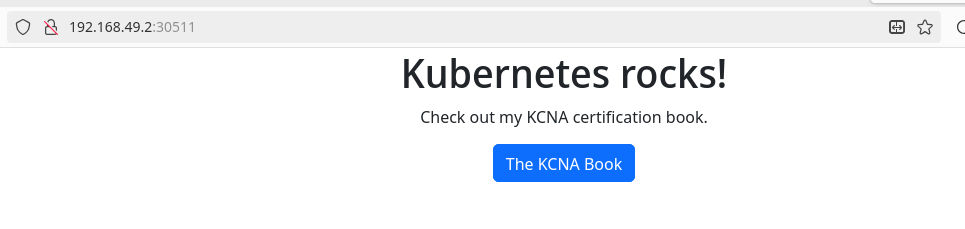 192.168.49.2:30511
Kubernetes rocks!
Check out my KCNA certification book.
The KCNA Book